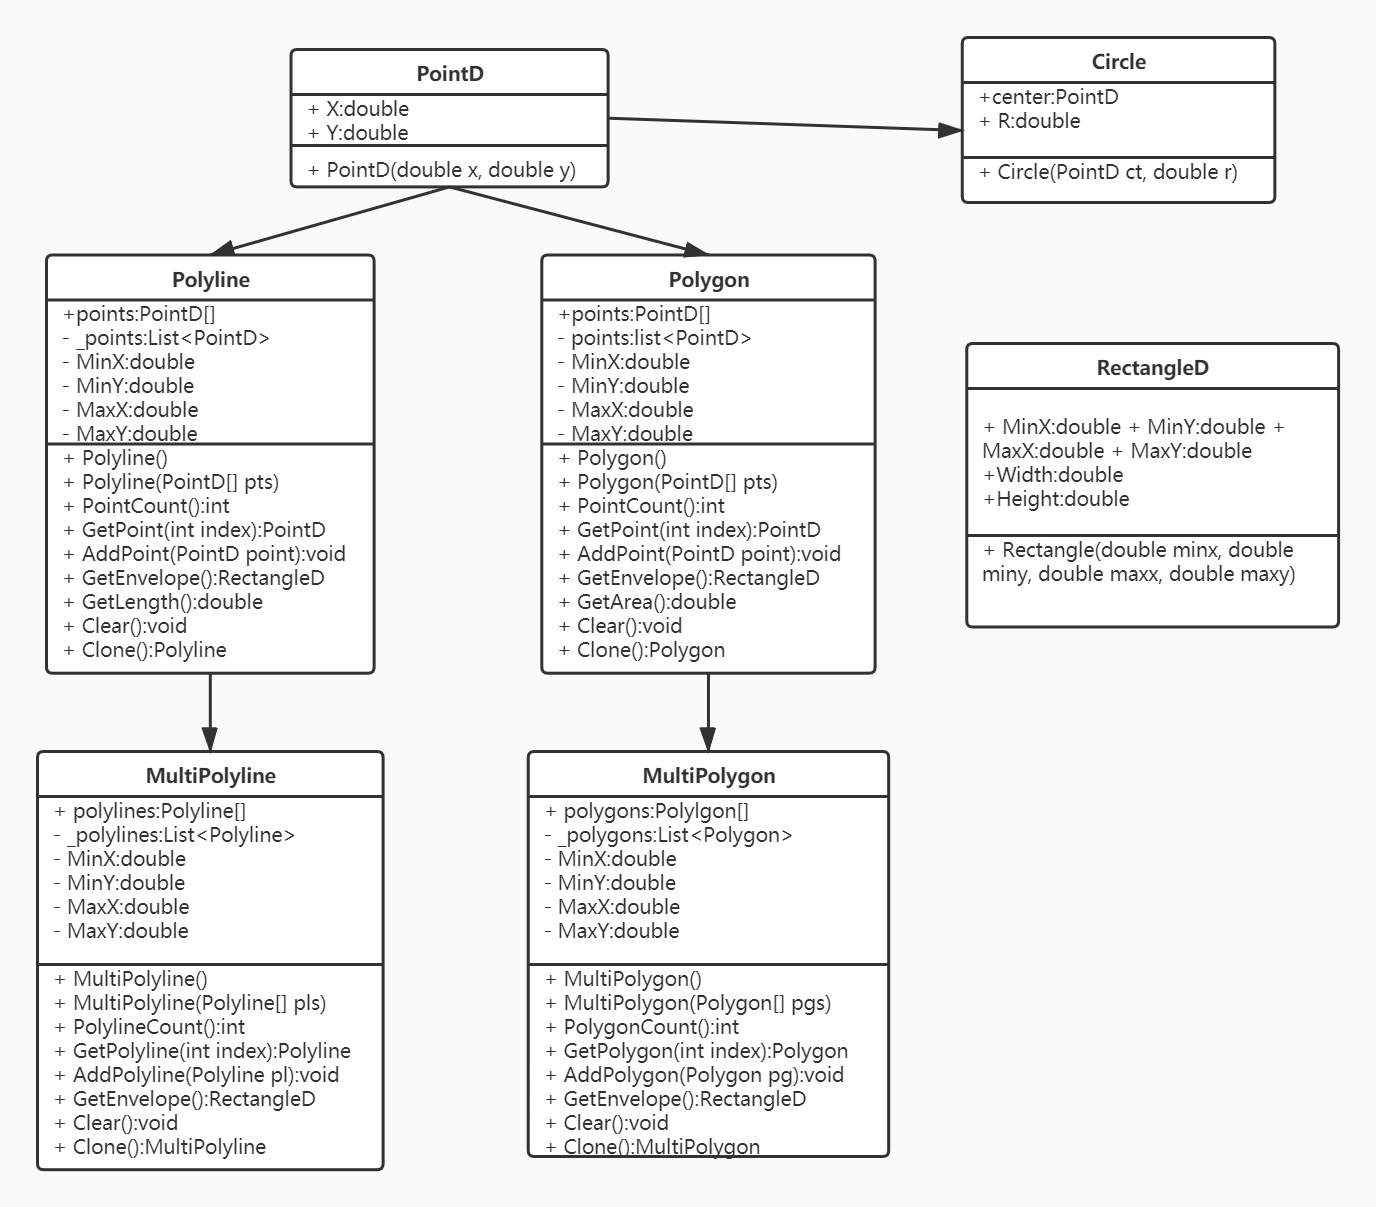 PointD
+ X:double
+ Y:double
+ PointD(double x, double y)
Circle
+center:PointD
+ R:double
+ Circle(PointD ct, double r)
Polyline
+points:PointD[]
- _points:List<PointD>
- MinX:double
- MinY:double
- MaxX:double
- MaxY:double
+ Polyline()
+ Polyline(PointD[] pts)
+ PointCount():int
+ GetPoint(int index):PointD
+ AddPoint(PointD point):void
+ GetEnvelope():RectangleD
+ GetLength():double
+ Clear():void
+ Clone():Polyline
Polygon
+points:PointD[]
- points:list<PointD>
- MinX:double
- MinY:double
- MaxX:double
- MaxY:double
+ Polygon()
+ Polygon(PointD[] pts)
+ PointCount():int
+ GetPoint(int index):PointD
+ AddPoint(PointD point):void
+ GetEnvelope():RectangleD
+ GetArea():double
+ Clear():void
+ Clone():Polygon
RectangleD
+ MinX:double + MinY:double +
MaxX:double + MaxY:double
+Width:double
+Height:double
+ Rectangle(double minx, double
miny, double maxx, double maxy)
MultiPolyline
+ polylines:Polyline[]
- _polylines:List<Polyline>
- MinX:double
- MinY:double
- MaxX:double
- MaxY:double
+ MultiPolyline()
+ MultiPolyline(Polyline[] pls)
+ PolylineCount():int
+ GetPolyline(int index):Polyline
+ AddPolyline(Polyline pl):void
+ GetEnvelope():RectangleD
+ Clear():void
+ Clone():MultiPolyline
MultiPolygon
+ polygons:Polylgon[]
- _polygons:List<Polygon>
- MinX:double
- MinY:double
- MaxX:double
- MaxY:double
+ MultiPolygon()
+ MultiPolygon(Polygon[] pgs)
+ PolygonCount():int
+ GetPolygon(int index):Polygon
+ AddPolygon(Polygon pg):void
+ GetEnvelope():RectangleD
+ Clear():void
+ Clone():MultiPolygon